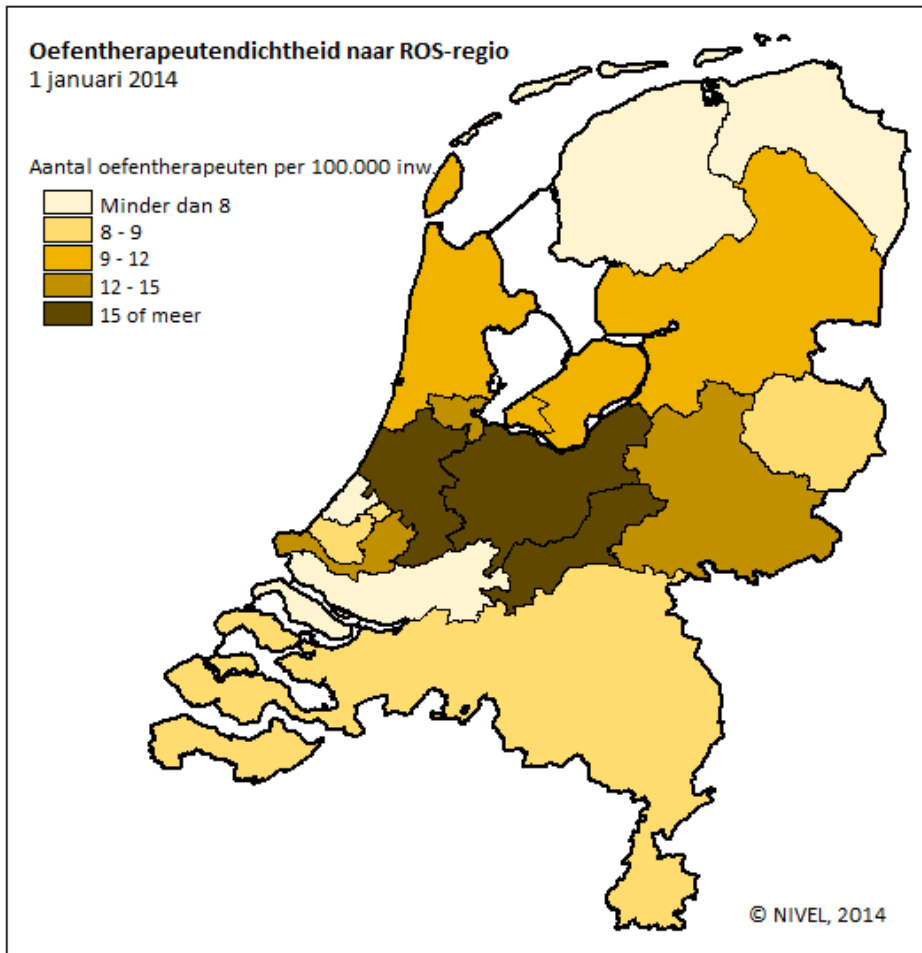 Oefentherapeutendichtheid naar ROS-regio
1 januari 2014
Aantal oefentherapeuten per 100.000 inw.
Minder dan 8
8 - 9
9 - 12
12 - 15
15 of meer
© NIVEL, 2014